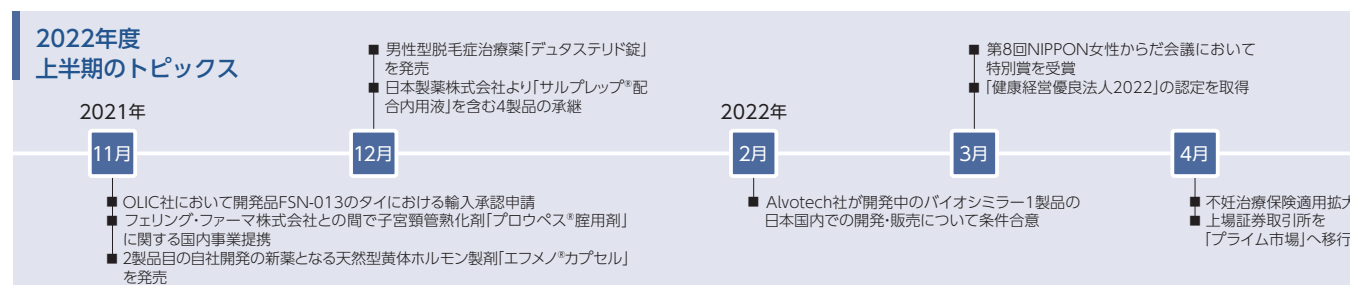 2022年度
上半期のトピックス
2021年
11月
■ OLIC社において開発品FSN-013のタイにおける輸入承認申請
■ フェリング・ファーマ株式会社との間で子宮頸管熟化剤「プロウペス®腟用剤」
に関する国内事業提携
■ 2製品目の自社開発の新薬となる天然型黄体ホルモン製剤「エフメノ®カプセル」
を発売
■ 男性型脱毛症治療薬「デュタステリド錠」
を発売
■ 日本製薬株式会社より「サルプレップ®配
合内用液」を含む4製品の承継
12月
2022年
2月
■ Alvotech社が開発中のバイオシミラー1製品の
日本国内での開発・販売について条件合意
■ 第8回NIPPON女性からだ会議において
特別賞を受賞
■ 「健康経営優良法人2022」の認定を取得
3月
4月
■ 不妊治療保険適用拡大
■ 上場証券取引所を
「プライム市場」へ移行